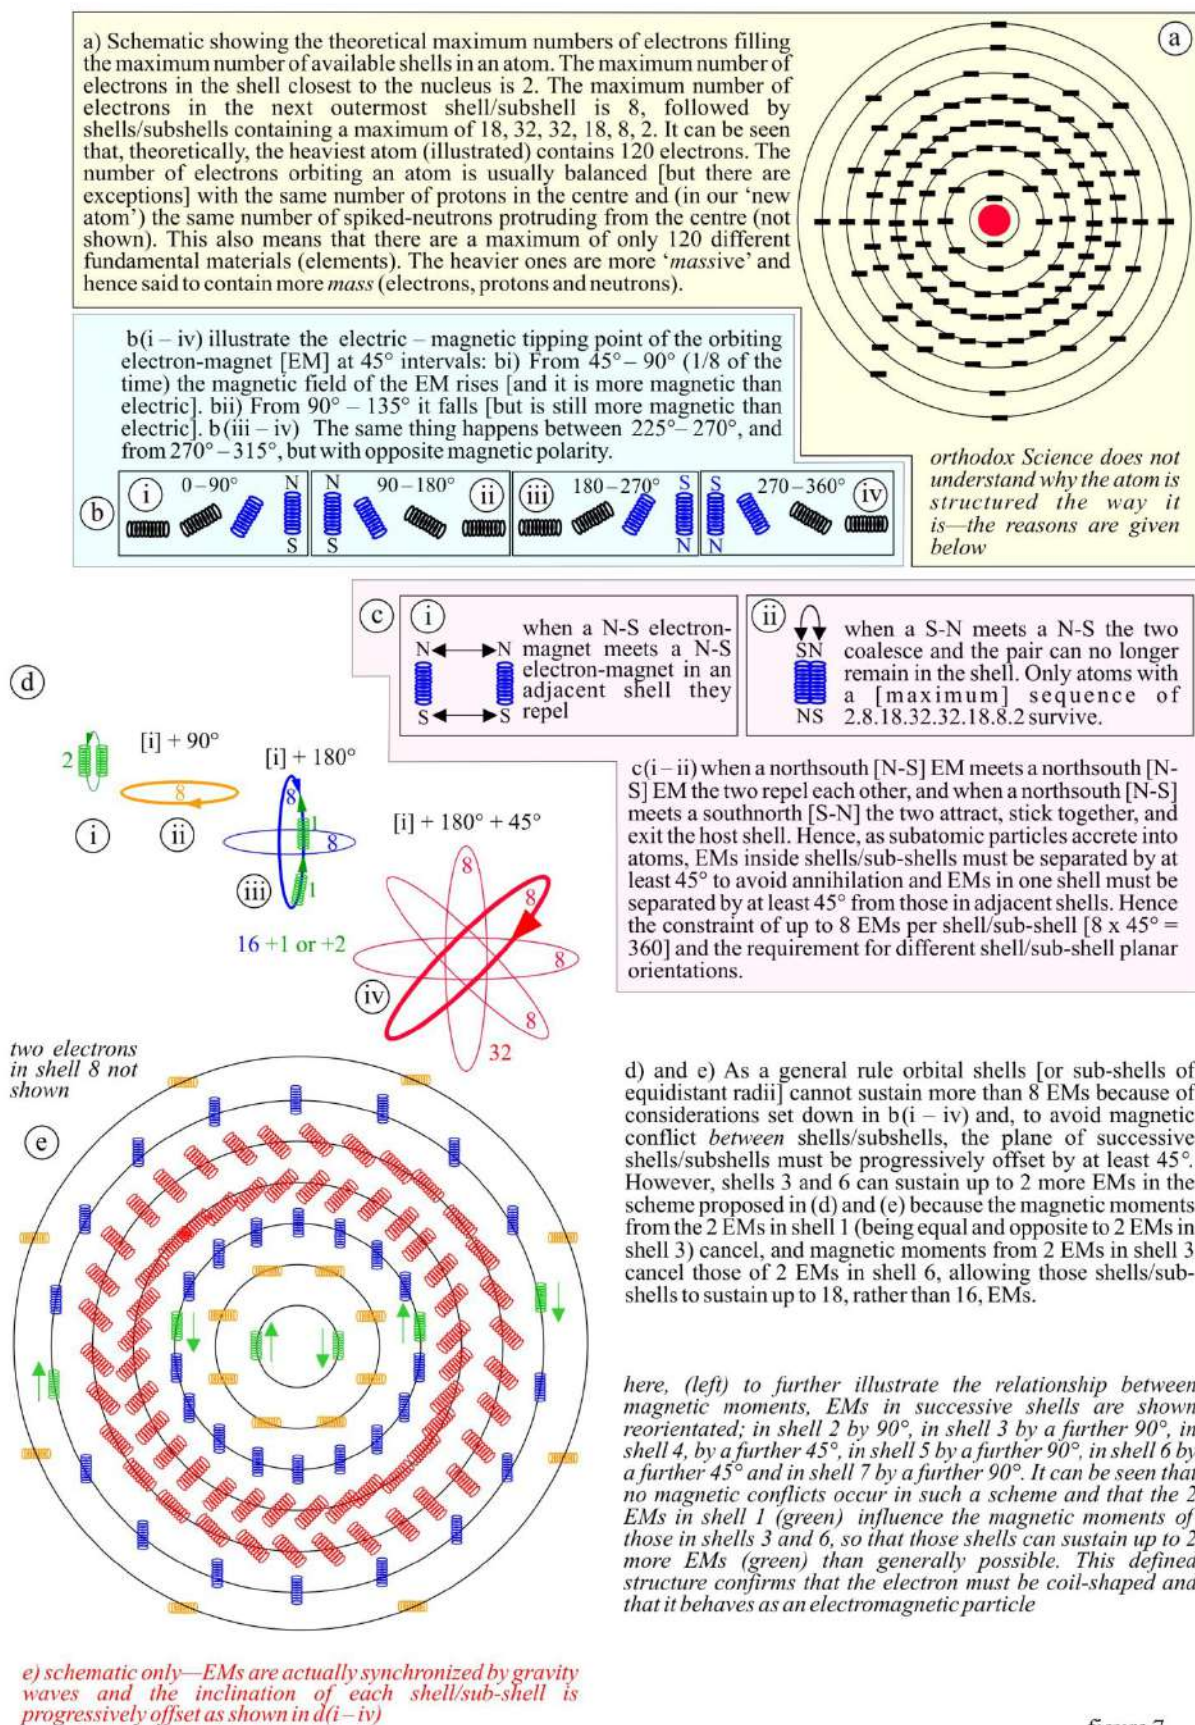 a) Schematic showing the theoretical maximum numbers of electrons filling
the maximum number of available shells in an atom. The maximum number of
electrons in the shell closest to the nucleus is 2. The maximum number of
electrons in the next outermost shell/subshell is 8, followed by
shells/subshells containing a maximum of 18, 32, 32, 18, 8, 2. It can be seen
that, theoretically, the heaviest atom (illustrated) contains 120 electrons. The
number of electrons orbiting an atom is usually balanced [but there are
exceptions] with the same number of protons in the centre and (in our ‘new
atom’) the same number of spiked-neutrons protruding from the centre (not
shown). This also means that there are a maximum of only 120 different
fundamental materials (elements). The heavier ones are more ‘massive’ and
hence said to contain more mass (electrons, protons and neutrons).
a
orthodox Science does not
understand why the atom is
structured the way it
is—the reasons are given
below
b(i – iv) illustrate the electric – magnetic tipping point of the orbiting
electron-magnet [EM] at 45° intervals: bi) From 45° – 90° (1/8 of the
time) the magnetic field of the EM rises [and it is more magnetic than
electric]. bii) From 90° – 135° it falls [but is still more magnetic than
electric]. b(iii – iv) The same thing happens between 225°– 270°, and
from 270° – 315°, but with opposite magnetic polarity.
b
i 0–90° N S
N S 90–180° ii
iii 180–270° S N
S N 270–360° iv
c
i
when a N-S electron-
magnet meets a N-S
electron-magnet in an
adjacent shell they
repel
N N
S S
ii
SN
NS
when a S-N meets a N-S the two
coalesce and the pair can no longer
remain in the shell. Only atoms with
a [maximum] sequence of
2.8.18.32.32.18.8.2 survive.
c(i – ii) when a northsouth [N-S] EM meets a northsouth [N-
S] EM the two repel each other, and when a northsouth [N-S]
meets a southnorth [S-N] the two attract, stick together, and
exit the host shell. Hence, as subatomic particles accrete into
atoms, EMs inside shells/sub-shells must be separated by at
least 45° to avoid annihilation and EMs in one shell must be
separated by at least 45° from those in adjacent shells. Hence
the constraint of up to 8 EMs per shell/sub-shell [8 x 45° =
360] and the requirement for different shell/sub-shell planar
orientations.
d
2
i
[i] + 90°
8
ii
[i] + 180°
8
1
8
1
iii
16 +1 or +2
[i] + 180° + 45°
8
8
8
8
iv
32
two electrons
in shell 8 not
shown
e
d) and e) As a general rule orbital shells [or sub-shells of
equidistant radii] cannot sustain more than 8 EMs because of
considerations set down in b(i – iv) and, to avoid magnetic
conflict between shells/subshells, the plane of successive
shells/subshells must be progressively offset by at least 45°.
However, shells 3 and 6 can sustain up to 2 more EMs in the
scheme proposed in (d) and (e) because the magnetic moments
from the 2 EMs in shell 1 (being equal and opposite to 2 EMs in
shell 3) cancel, and magnetic moments from 2 EMs in shell 3
cancel those of 2 EMs in shell 6, allowing those shells/sub-
shells to sustain up to 18, rather than 16, EMs.
here, (left) to further illustrate the relationship between
magnetic moments, EMs in successive shells are shown
reorientated; in shell 2 by 90°, in shell 3 by a further 90°, in
shell 4, by a further 45°, in shell 5 by a further 90°, in shell 6 by
a further 45° and in shell 7 by a further 90°. It can be seen that
no magnetic conflicts occur in such a scheme and that the 2
EMs in shell 1 (green) influence the magnetic moments of
those in shells 3 and 6, so that those shells can sustain up to 2
more EMs (green) than generally possible. This defined
structure confirms that the electron must be coil-shaped and
that it behaves as an electromagnetic particle
e) schematic only—EMs are actually synchronized by gravity
waves and the inclination of each shell/sub-shell is
progressively offset as shown in d(i – iv)